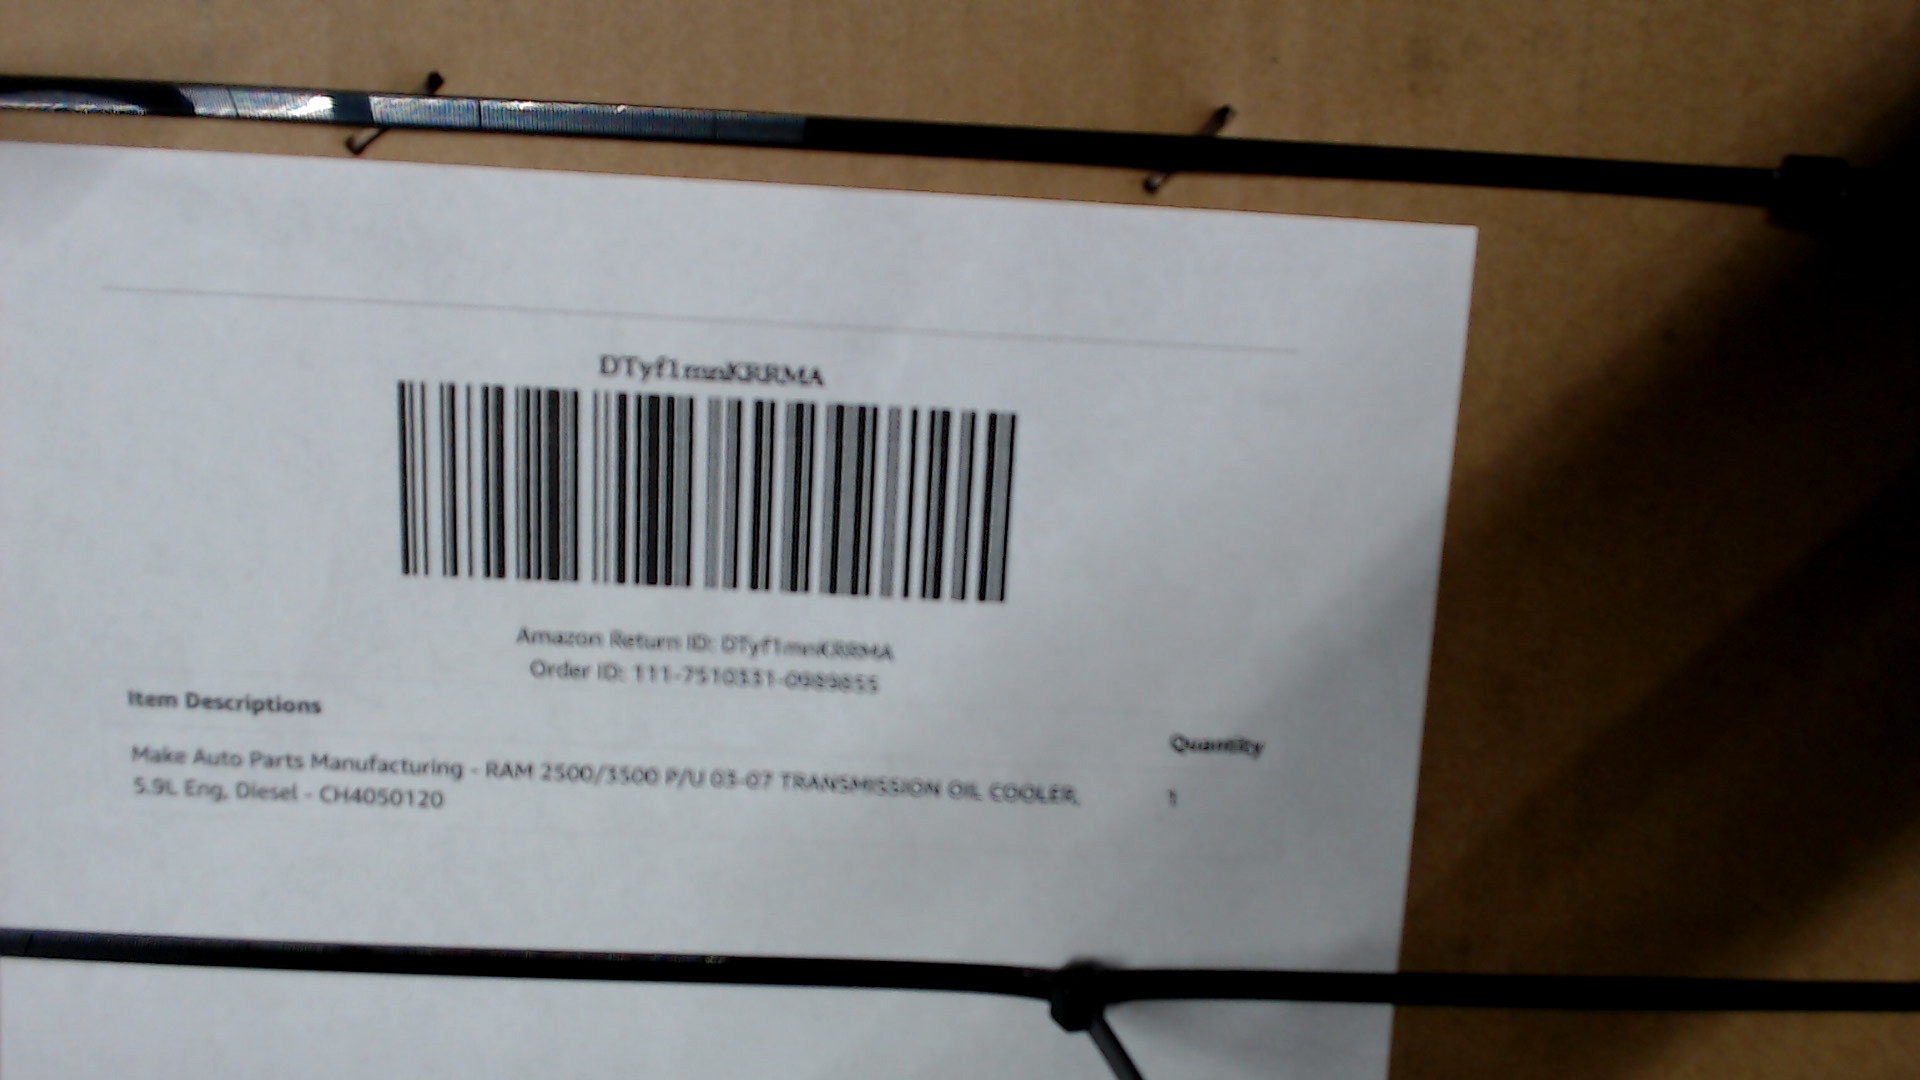 DTyf1mnKRRMA
Amazon Return ID: DTyf1mnKRRMA
Order ID: 111-7510331-0989855
Item Descriptions
Quantity
Make Auto Parts Manufacturing - RAM 2500/3500 P/U 03-07 TRANSMISSION OIL COOLER,
1
5.9L Eng, Diesel - CH4050120